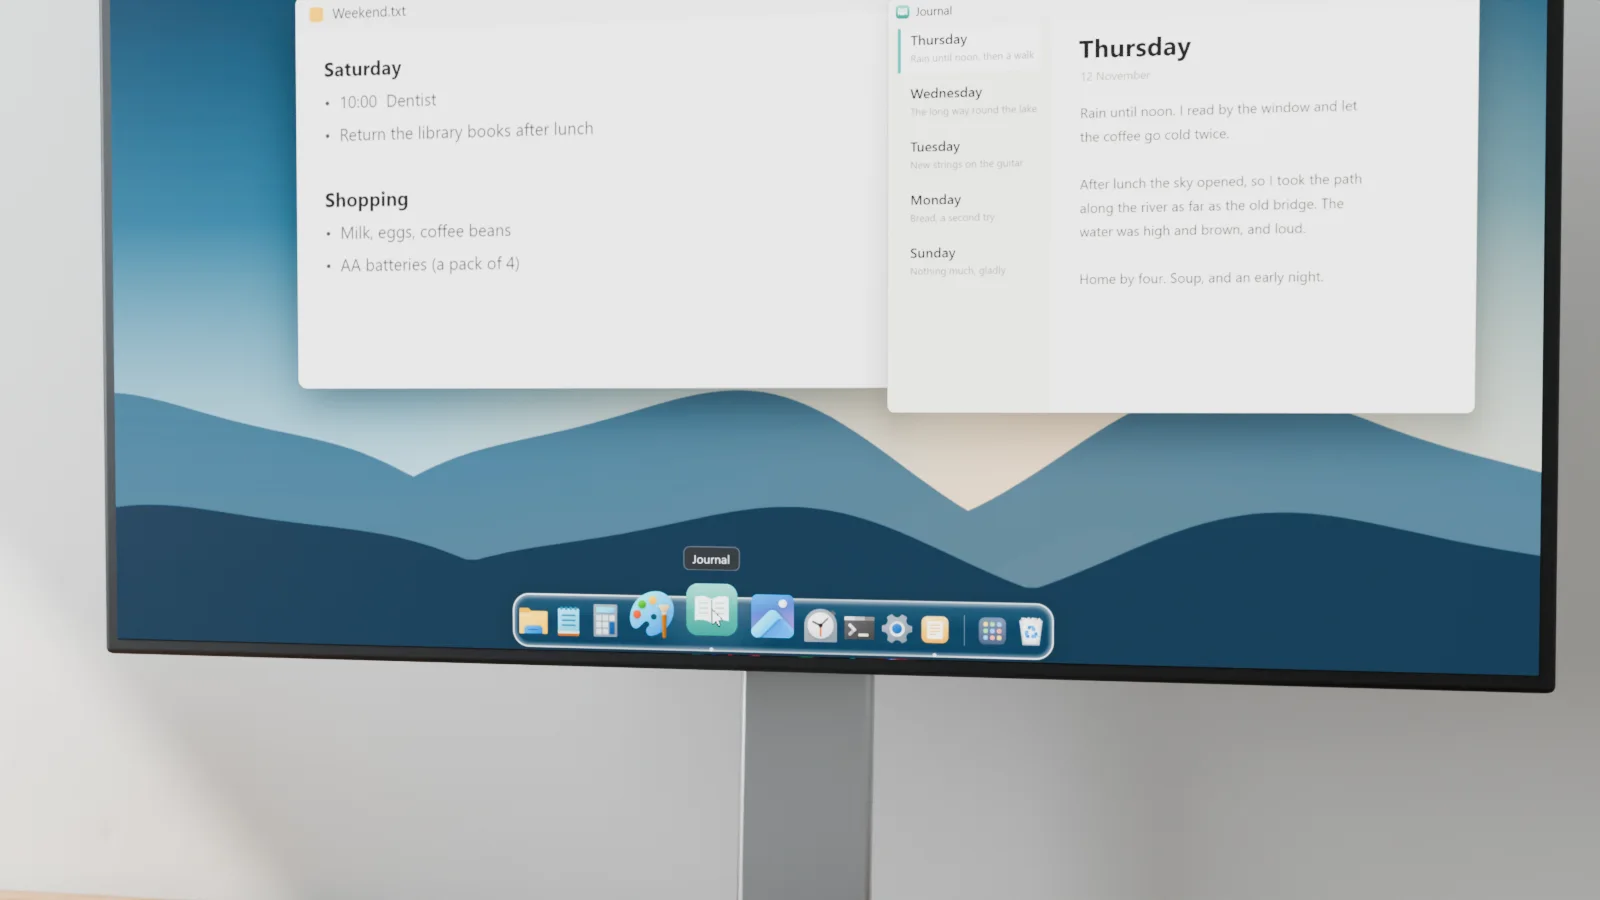 Weekend.txt
Saturday
• 10:00 Dentist
• Return the library books after lunch
Shopping
• Milk, eggs, coffee beans
• AA batteries (a pack of 4)
Journal
Thursday
Rain until noon, then a walk
Wednesday
The long way round the lake
Tuesday
New strings on the guitar
Monday
Bread, a second try
Sunday
Nothing much, gladly
Thursday
12 November
Rain until noon. I read by the window and let
the coffee go cold twice.
After lunch the sky opened, so I took the path
along the river as far as the old bridge. The
water was high and brown, and loud.
Home by four. Soup, and an early night.
Journal